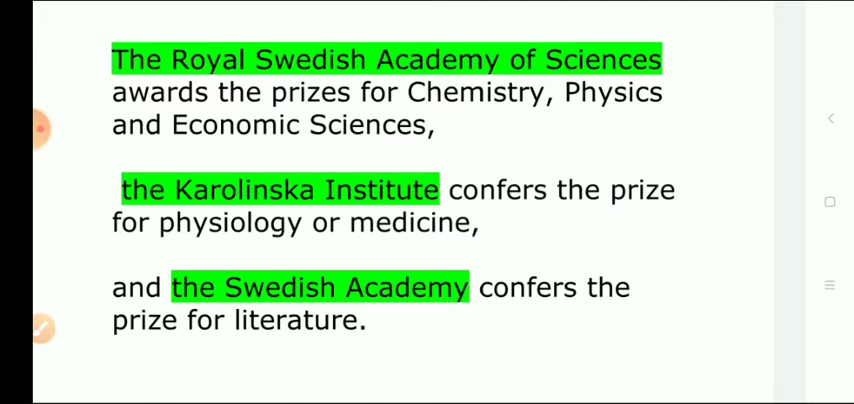 The Royal Swedish Academy of Sciences
awards the prizes for Chemistry, Physics
and Economic Sciences,
the Karolinska Institute confers the prize
for physiology or medicine,
and the Swedish Academy confers the
prize for literature.